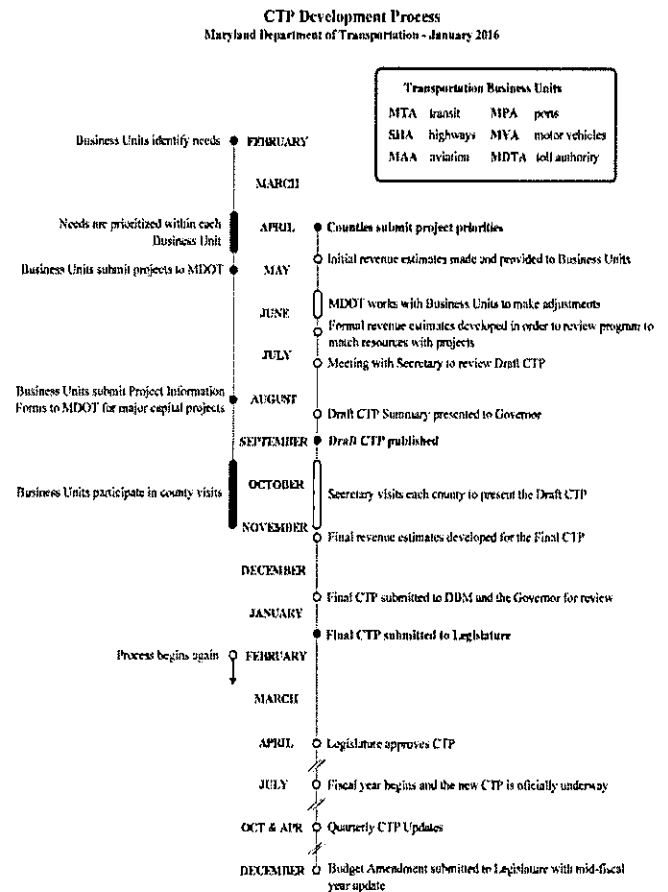 CTP Development Process
Maryland Department of Transportation - January 2016
Transportation Business Units
MTA transit MPA ports
SHA highways MVA motor vehicles
MAA aviation MDTA toll authority
Business Units identify needs
FEBRUARY
MARCH
Needs are prioritized within each
Business Unit
APRIL
Counties submit project priorities
Initial revenue estimates made and provided to Business Units
Business Units submit projects to MDOT
MAY
MDOT works with Business Units to make adjustments
JUNE
Formal revenue estimates developed in order to review program to
match resources with projects
JULY
Meeting with Secretary to review Draft CTP
Business Units submit Project Information
Forms to MDOT for major capital projects
AUGUST
Draft CTP Summary presented to Governor
SEPTEMBER
Draft CTP published
OCTOBER
Business Units participate in county visits
Secretary visits each county to present the Draft CTP
NOVEMBER
Final revenue estimates developed for the Final CTP
DECEMBER
Final CTP submitted to DBM and the Governor for review
JANUARY
Final CTP submitted to Legislature
Process begins again
FEBRUARY
MARCH
APRIL
Legislature approves CTP
JULY
Fiscal year begins and the new CTP is oficially underway
OCT & APR
Quarterly CTP Updates
DECEMBER
Budget Amendment submitted to Legislature with mid-fiscal
year update